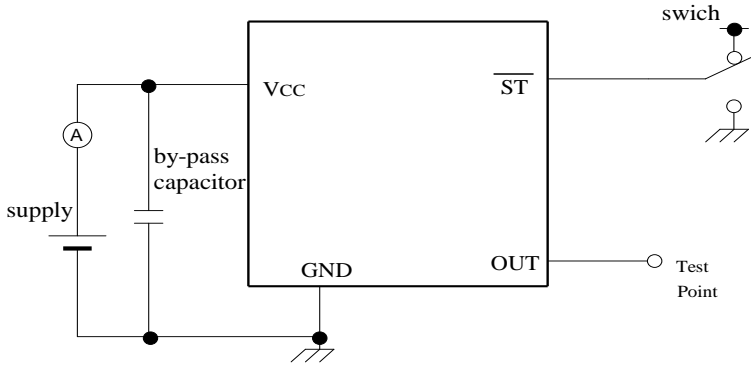 swich
VCC
ST
A
by-pass
capacitor
supply
GND
OUT
Test
Point